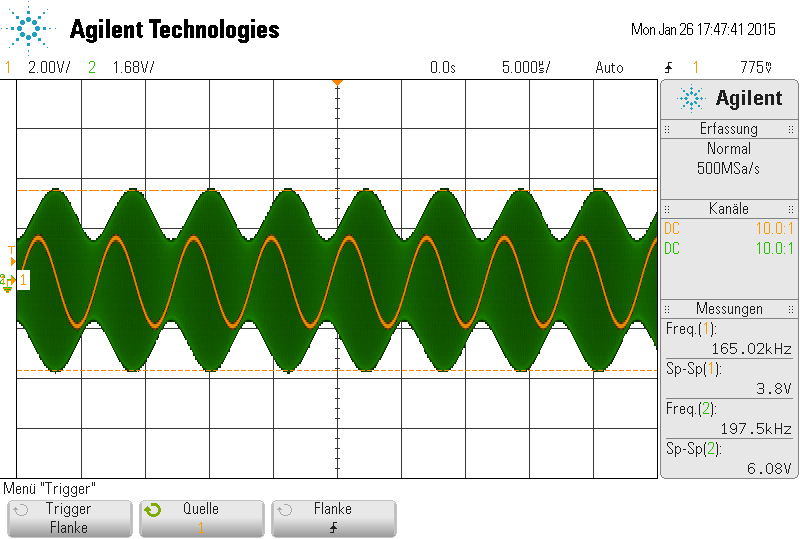 Agilent Technologies
Mon Jan 26 17:47:41 2015
1 2.00V/ 2 1.68V/ 0.0s 5.000㎲/ Auto 1 775
T
2
1
Agilent
Erfassung
Normal
500MSa/s
Kanäle
DC 10.0:1
DC 10.0:1
Messungen
Freq.(1):
165.02kHz
Sp-Sp(1):
3.8V
Freq.(2):
197.5kHz
Sp-Sp(2):
6.08V
Menü "Trigger"
Trigger
Flanke
Quelle
1
Flanke